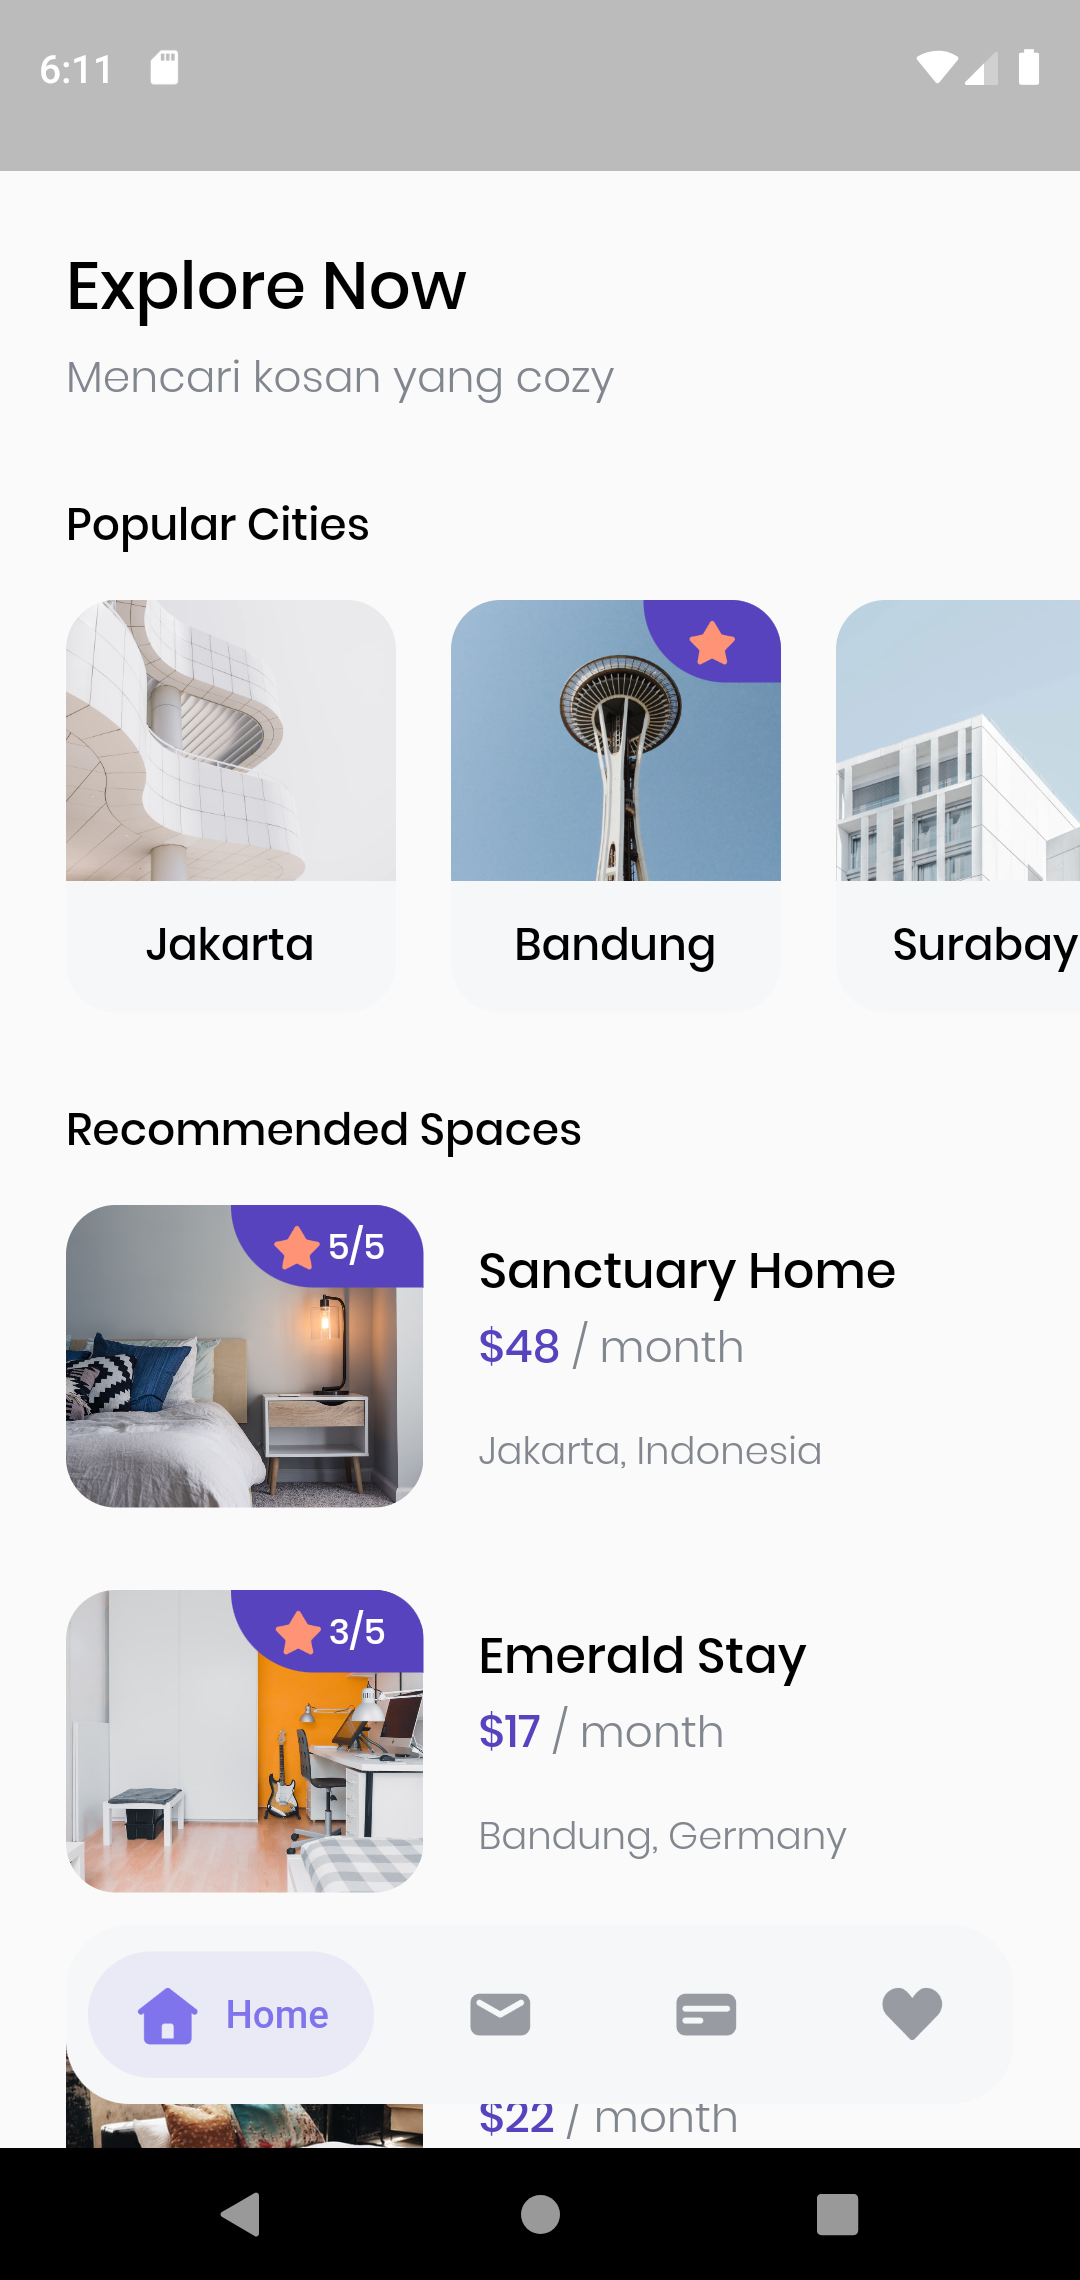 6:11
Explore Now
Mencari kosan yang cozy
Popular Cities
Jakarta
Bandung
Surabay
Recommended Spaces
5/5
Sanctuary Home
$48 / month
Jakarta, Indonesia
3/5
Emerald Stay
$17 / month
Bandung, Germany
Home
$22 / month